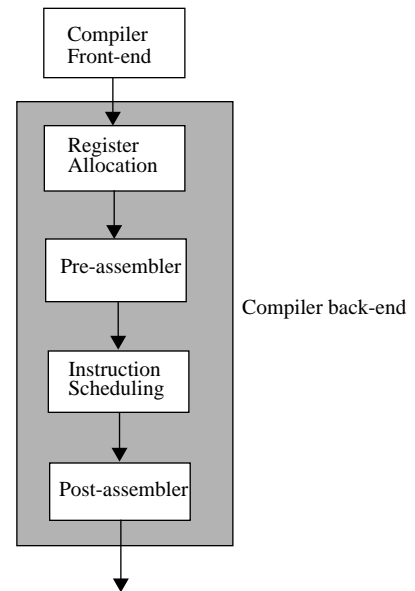 Compiler
Front-end
Register
Allocation
Pre-assembler
Compiler back-end
Instruction
Scheduling
Post-assembler